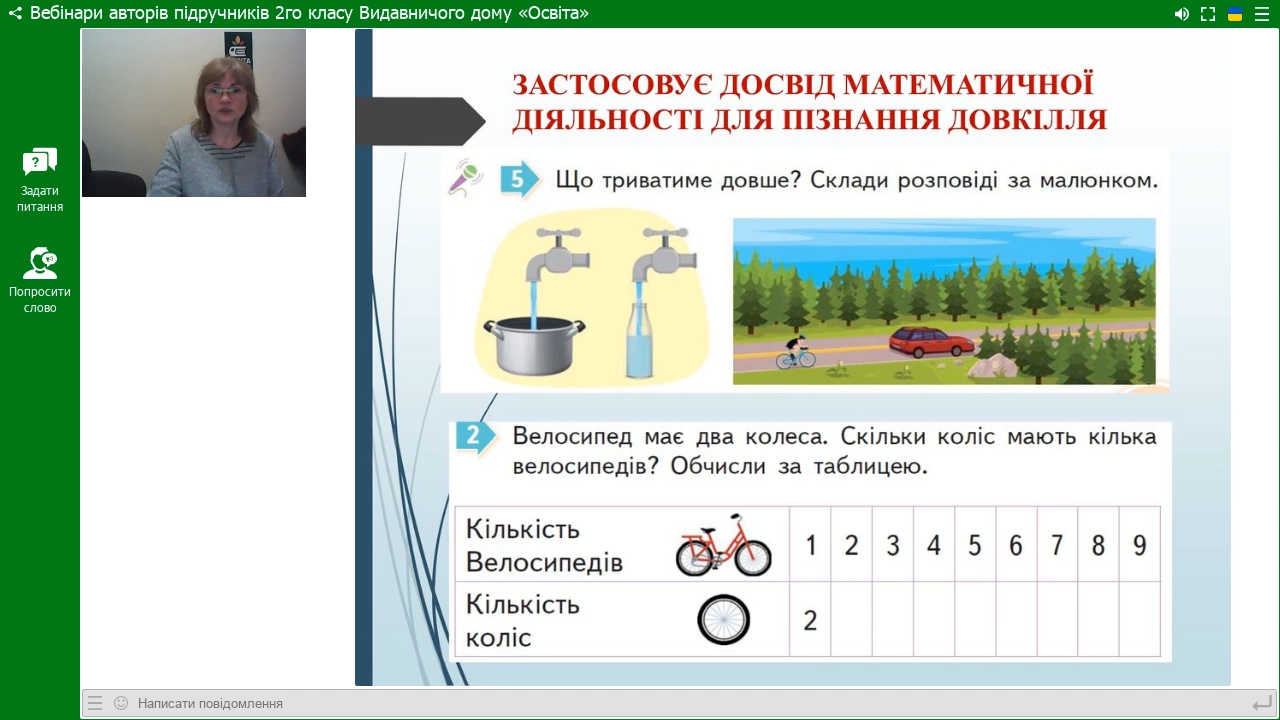 Вебінари авторів підручників 2го класу Видавничого дому «Освіта»
Задати
питання
Попросити
слово
ЗАСТОСОВУЄ ДОСВІД МАТЕМАТИЧНОЇ
ДІЯЛЬНОСТІ ДЛЯ ПІЗНАННЯ ДОВКІЛЛЯ
5 Що триватиме довше? Склади розповіді за малюнком.
2 Велосипед має два колеса. Скільки коліс мають кілька
велосипедів? Обчисли за таблицею.
Кількість
Велосипедів 1 2 3 4 5 6 7 8 9
Кількість
коліс 2
Написати повідомлення